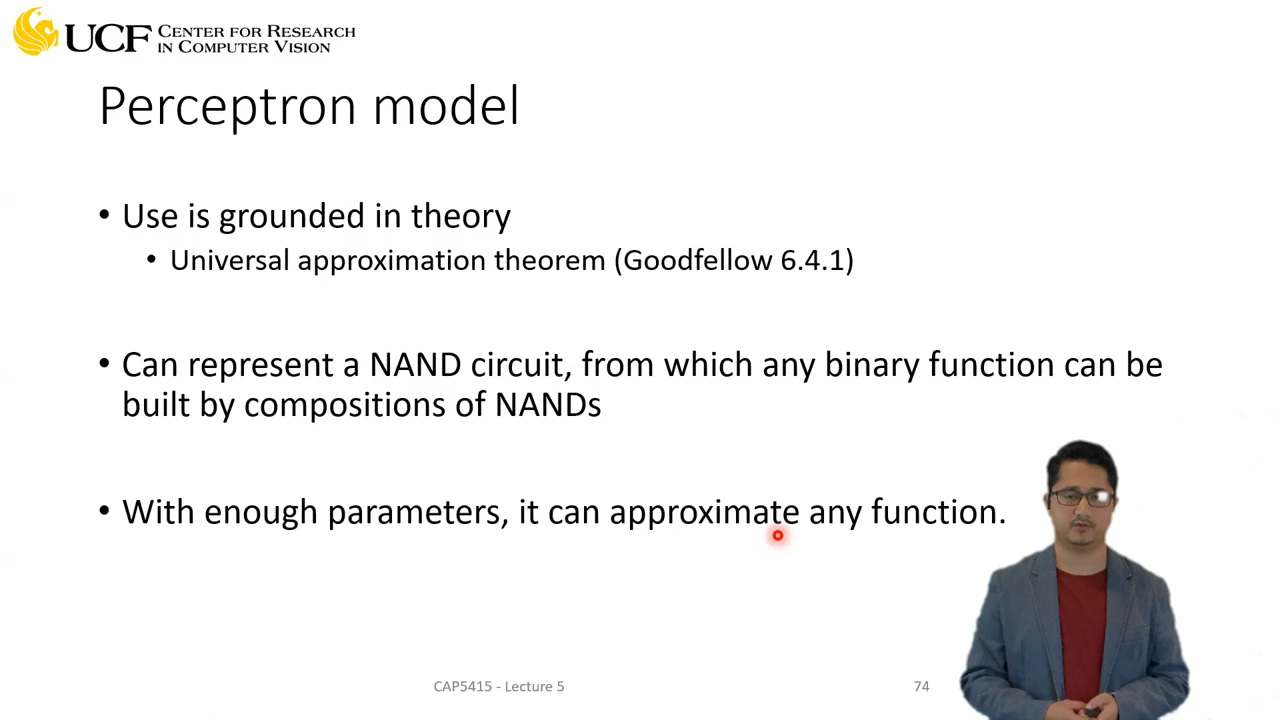 UCF CENTER FOR RESEARCH
IN COMPUTER VISION
Perceptron model
• Use is grounded in theory
• Universal approximation theorem (Goodfellow 6.4.1)
• Can represent a NAND circuit, from which any binary function can be
built by compositions of NANDs
• With enough parameters, it can approximate any function.
CAP5415 - Lecture 5
74